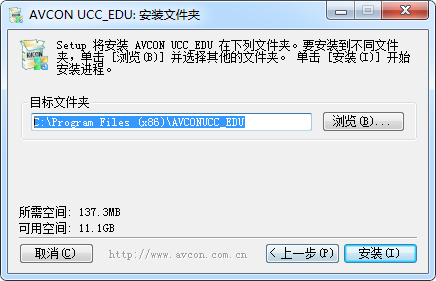 AVCON UCC_EDU: 安装文件夹
Setup 将安装 AVCON UCC_EDU 在下列文件夹。要安装到不同文件
夹，单击 [浏览(B)] 并选择其他的文件夹。 单击 [安装(I)] 开始
安装进程。
目标文件夹
C:\Program Files (x86)\AVCONUCC_EDU
浏览(B)...
所需空间: 137.3MB
可用空间: 11.1GB
取消(C) http://www.avcon.com.cn < 上一步(P) 安装(I)